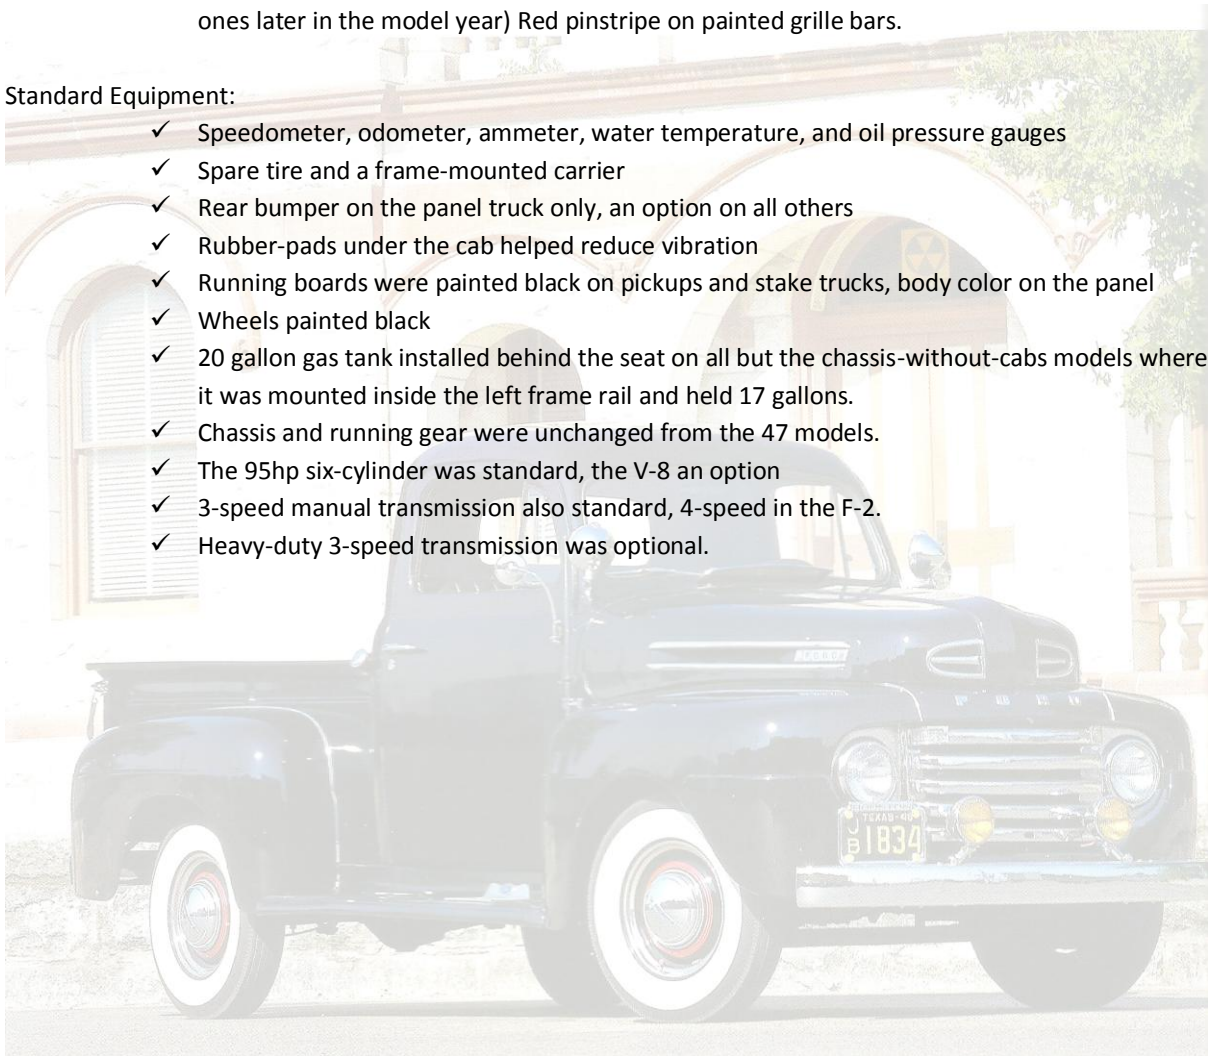 ones later in the model year) Red pinstripe on painted grille bars.
Standard Equipment:
✓ Speedometer, odometer, ammeter, water temperature, and oil pressure gauges
✓ Spare tire and a frame-mounted carrier
✓ Rear bumper on the panel truck only, an option on all others
✓ Rubber-pads under the cab helped reduce vibration
✓ Running boards were painted black on pickups and stake trucks, body color on the panel
✓ Wheels painted black
✓ 20 gallon gas tank installed behind the seat on all but the chassis-without-cabs models where
it was mounted inside the left frame rail and held 17 gallons.
✓ Chassis and running gear were unchanged from the 47 models.
✓ The 95hp six-cylinder was standard, the V-8 an option
✓ 3-speed manual transmission also standard, 4-speed in the F-2.
✓ Heavy-duty 3-speed transmission was optional.
FORD
FORD
TEXAS-48
JB 1834